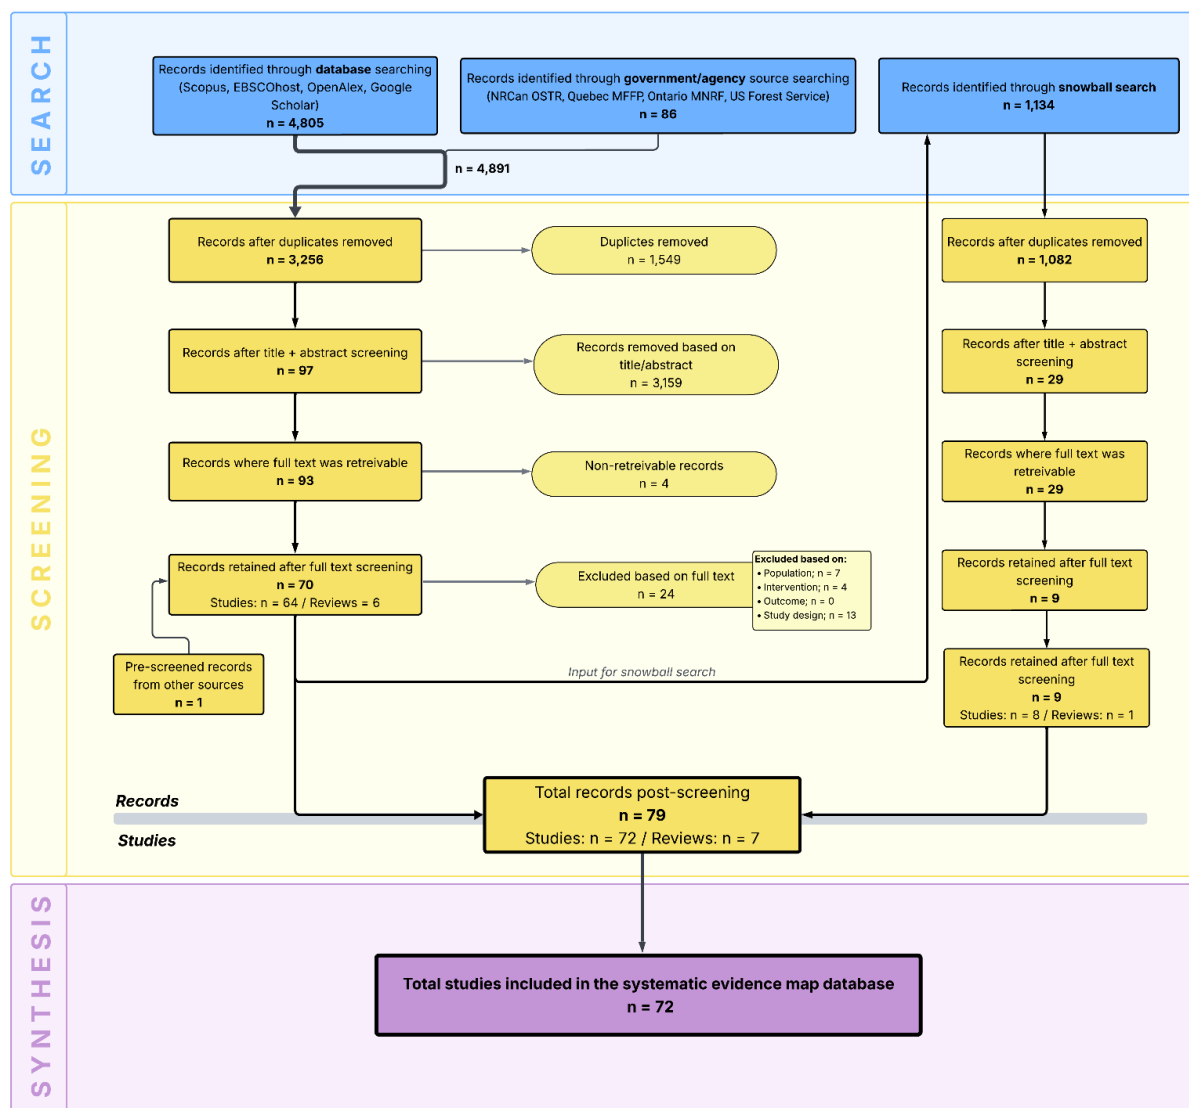 SEARCH
Records identified through database searching
(Scopus, EBSCOhost, OpenAlex, Google
Scholar)
n = 4,805
Records identified through government/agency source searching
(NRCan OSTR, Quebec MFFP, Ontario MNRF, US Forest Service)
n = 86
Records identified through snowball search
n = 1,134
n = 4,891
SCREENING
Records after duplicates removed
n = 3,256
Duplictes removed
n = 1,549
Records after duplicates removed
n = 1,082
Records after title + abstract screening
n = 97
Records removed based on
title/abstract
n = 3,159
Records after title + abstract
screening
n = 29
Records where full text was retreivable
n = 93
Non-retreivable records
n = 4
Records where full text was
retreivable
n = 29
Records retained after full text screening
n = 70
Studies: n = 64 / Reviews = 6
Excluded based on full text
n = 24
Excluded based on:
• Population; n = 7
• Intervention; n = 4
• Outcome; n = 0
• Study design; n = 13
Records retained after full text
screening
n = 9
Pre-screened records
from other sources
n = 1
Input for snowball search
Records retained after full text
screening
n = 9
Studies: n = 8 / Reviews: n = 1
Records
Studies
Total records post-screening
n = 79
Studies: n = 72 / Reviews: n = 7
SYNTHESIS
Total studies included in the systematic evidence map database
n = 72